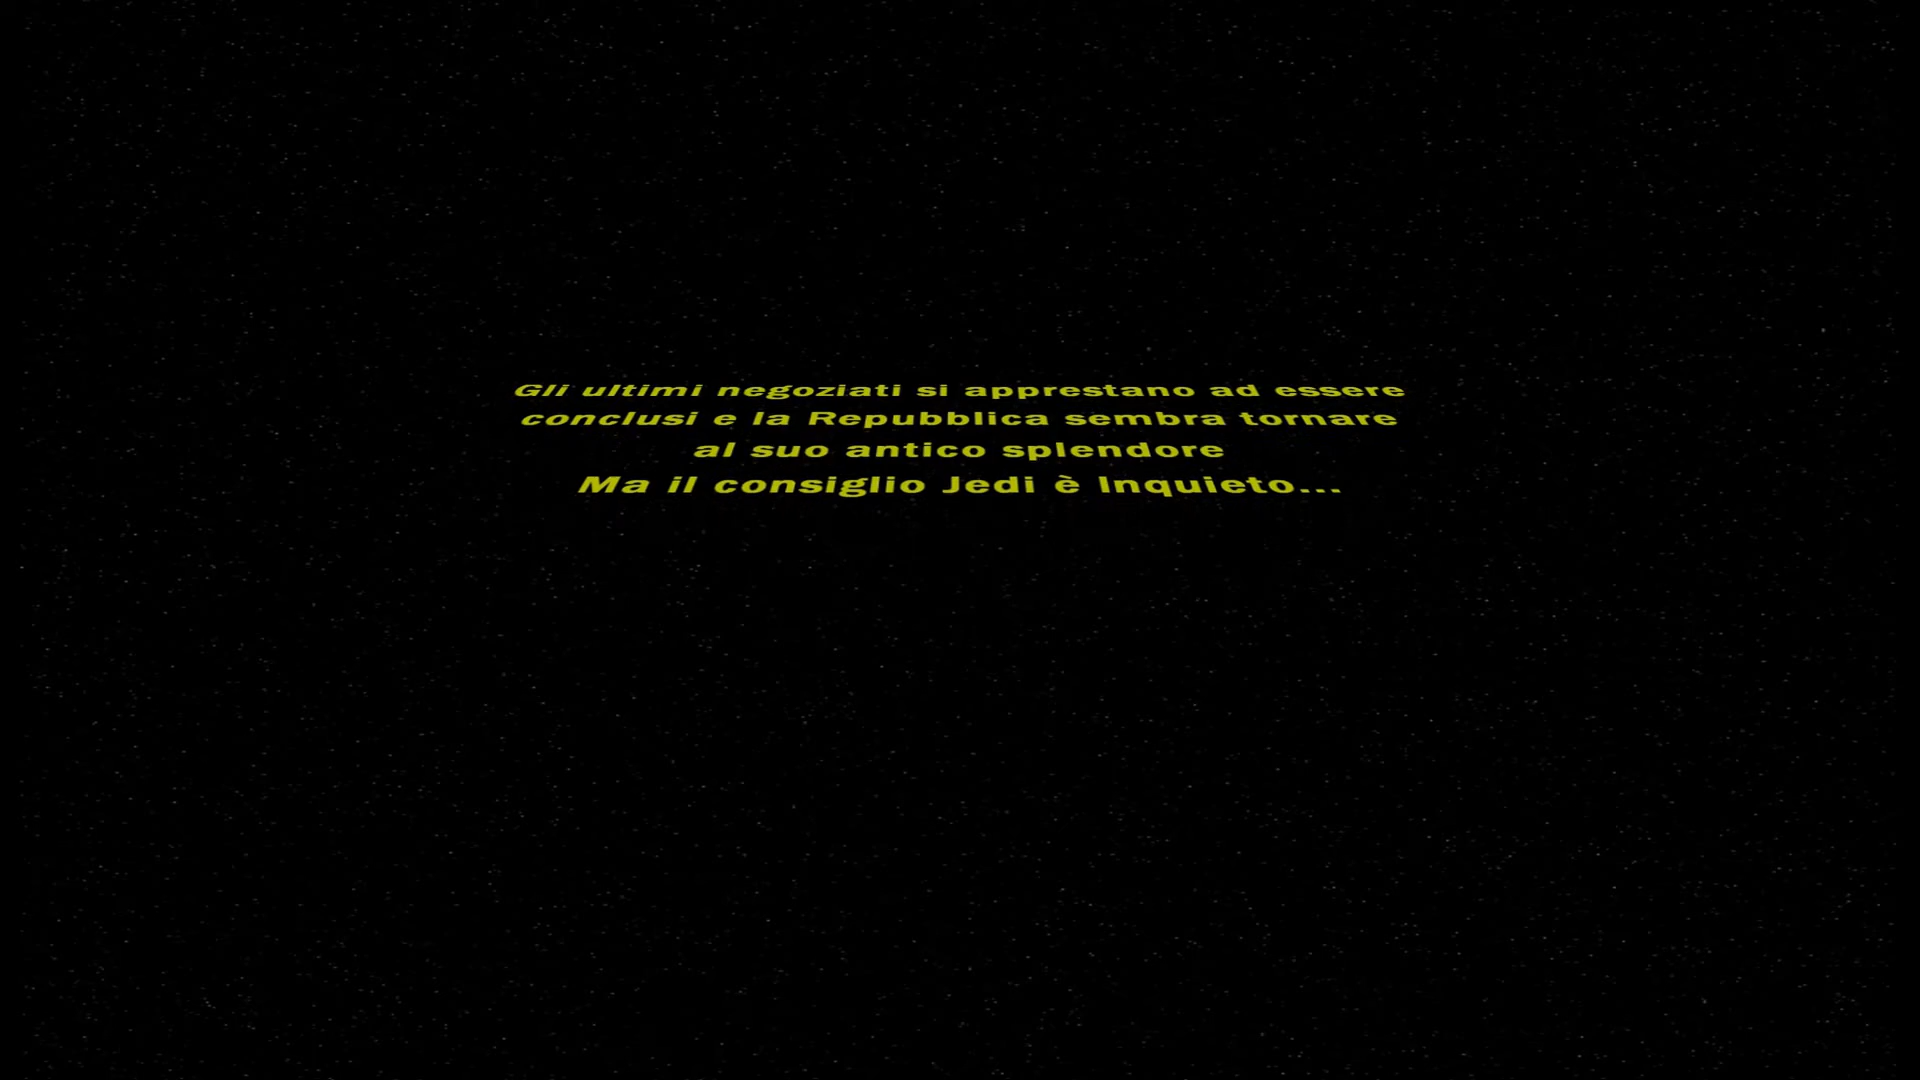 Gli ultimi negoziati si apprestano ad essere
conclusi e la Repubblica sembra tornare
al suo antico splendore
Ma il consiglio Jedi è Inquieto...